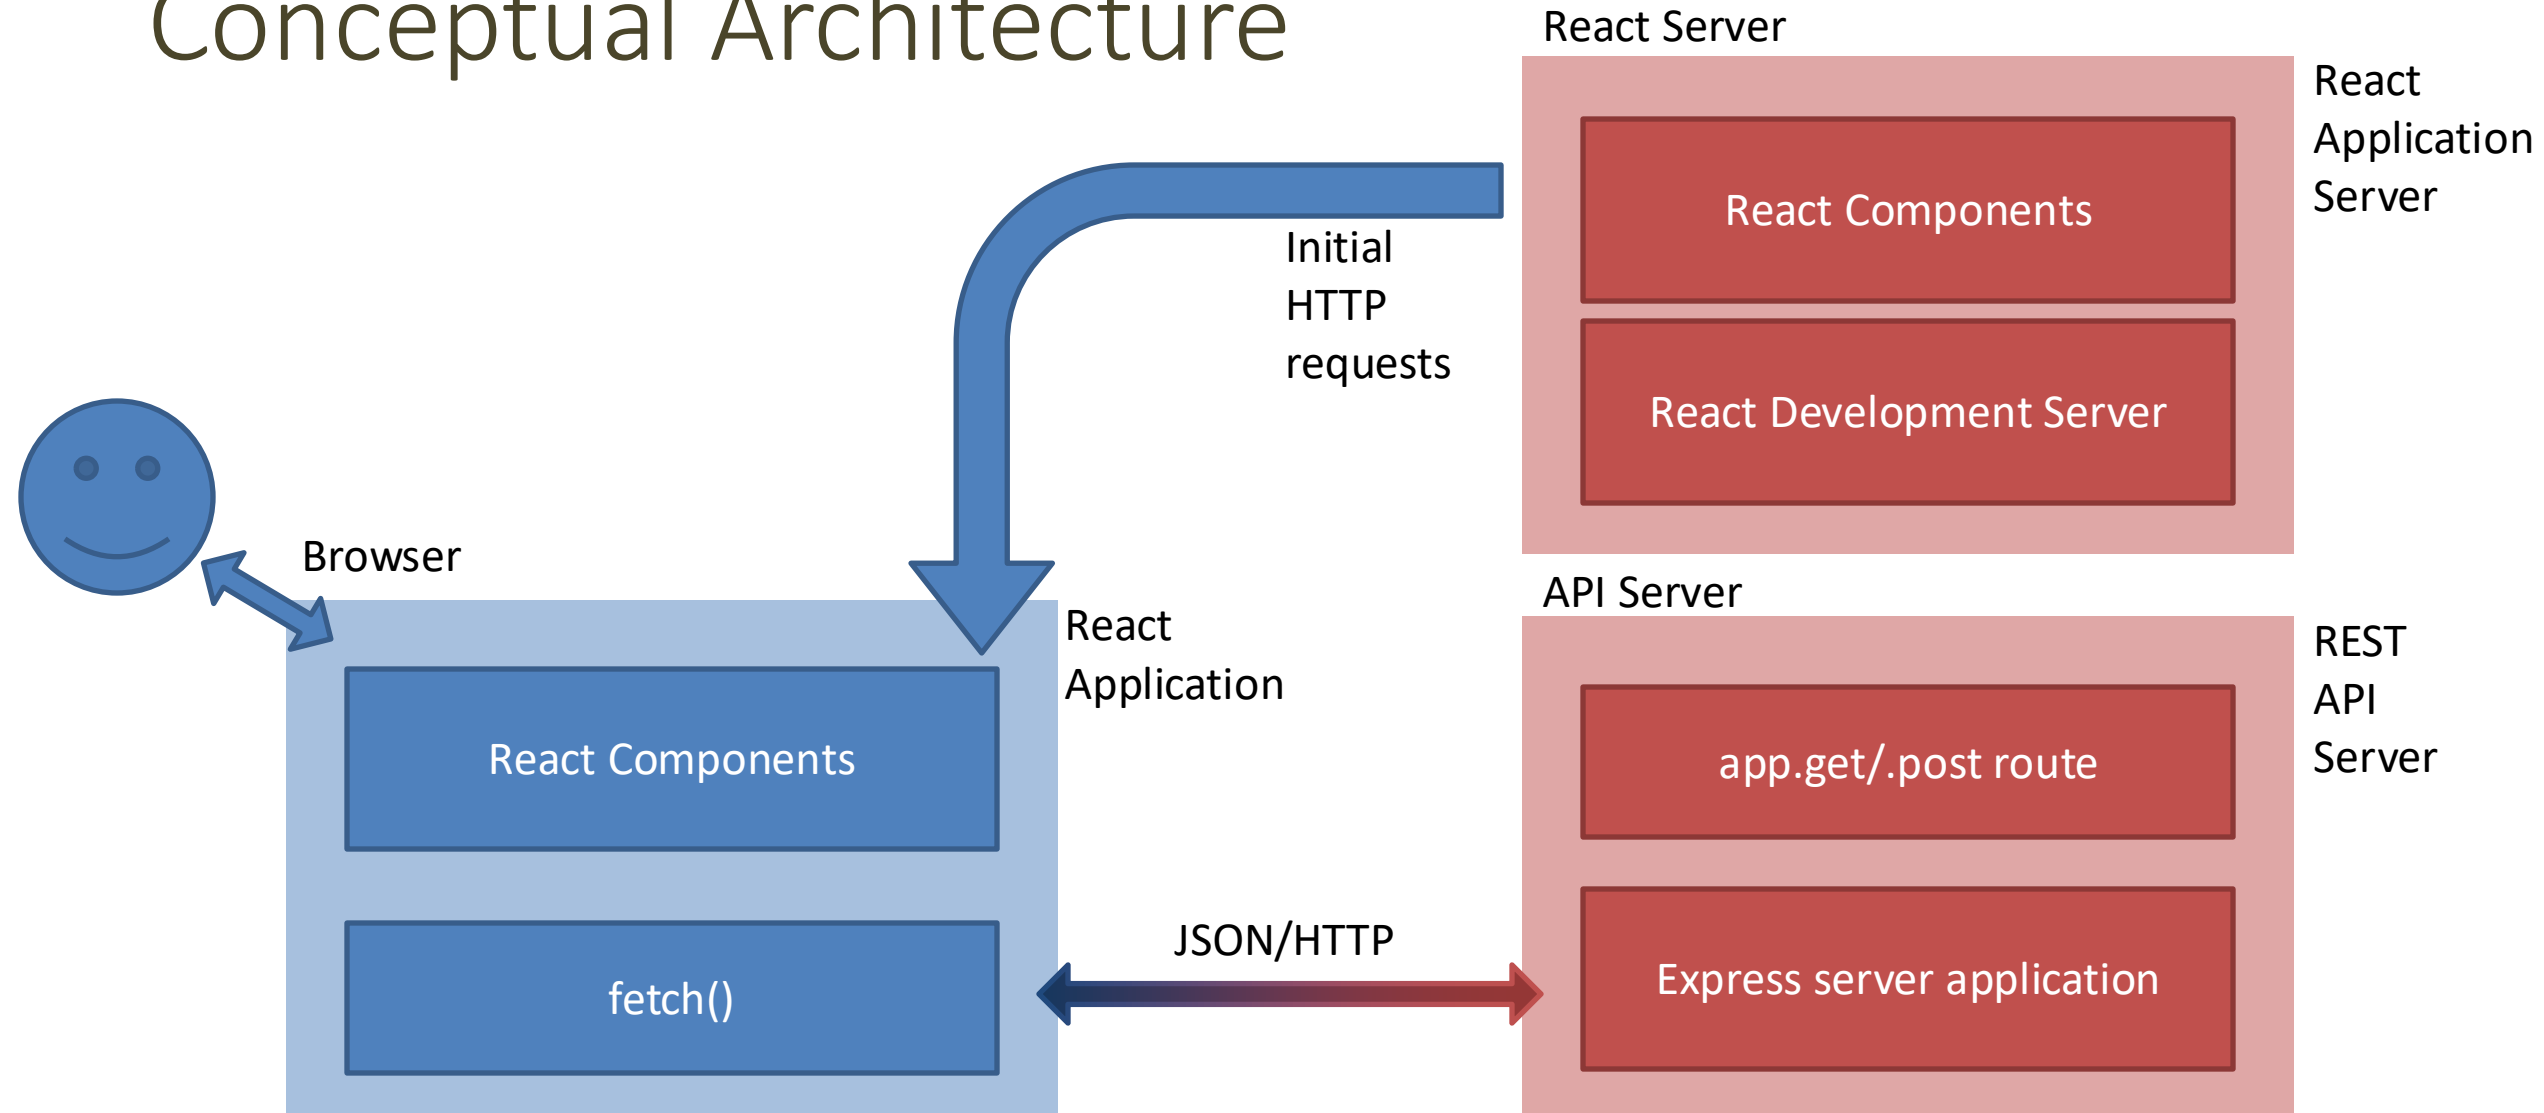 Conceptual Architecture
React Server
React
Application
Server
React Components
Initial
HTTP
requests
React Development Server
Browser
API Server
React
Application
REST
API
Server
React Components
app.get/.post route
JSON/HTTP
fetch()
Express server application